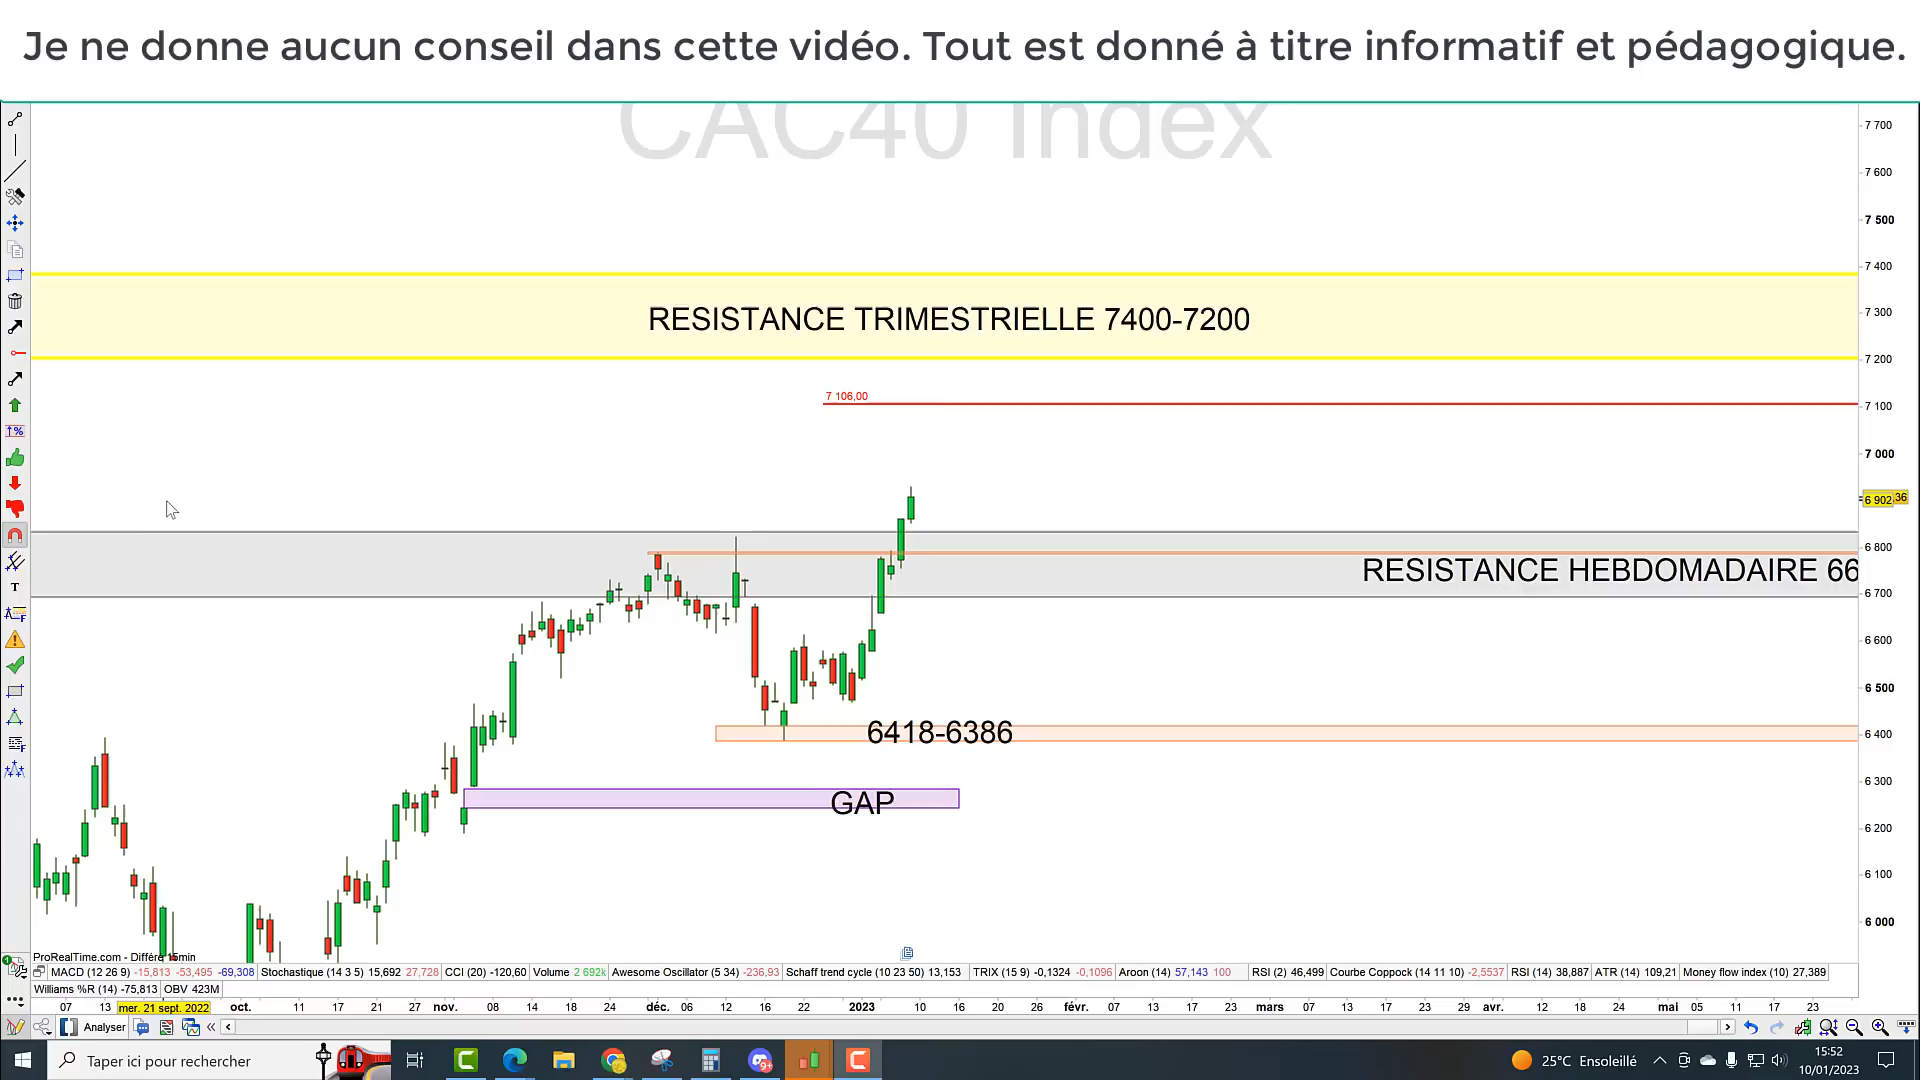 Je ne donne aucun conseil dans cette vidéo. Tout est donné à titre informatif et pédagogique.
CAC40 Index
7 700
7 600
7 500
7 400
RESISTANCE TRIMESTRIELLE 7400-7200
7 300
7 200
7 106,00
7 100
7 000
6 902,36
6 800
RESISTANCE HEBDOMADAIRE 66
6 700
6 600
6 500
6418-6386
6 400
6 300
GAP
6 200
6 100
6 000
ProRealTime.com - Différé 15min
MACD (12 26 9) -15,813 -53,495 -69,308 Stochastique (14 3 5) 15,692 27,728 CCI (20) -120,60 Volume 2 692k Awesome Oscillator (5 34) -236,93 Schaff trend cycle (10 23 50) 13,153 TRIX (15 9) -0,1324 -0,1096 Aroon (14) 57,143 100 RSI (2) 46,499 Courbe Coppock (14 11 10) -2,5537 RSI (14) 38,887 ATR (14) 109,21 Money flow index (10) 27,389
Williams %R (14) -75,813 OBV 423M
07 13 mer. 21 sept. 2022 oct. 11 17 21 27 nov. 08 14 22 28 déc. 06 12 16 22 2023 10 16 20 26 févr. 07 13 17 23 mars 07 13 17 23 29 avr. 12 18 24 mai 05 11 17 23
Analyser
Taper ici pour rechercher
9+
25°C Ensoleillé
15:52
10/01/2023